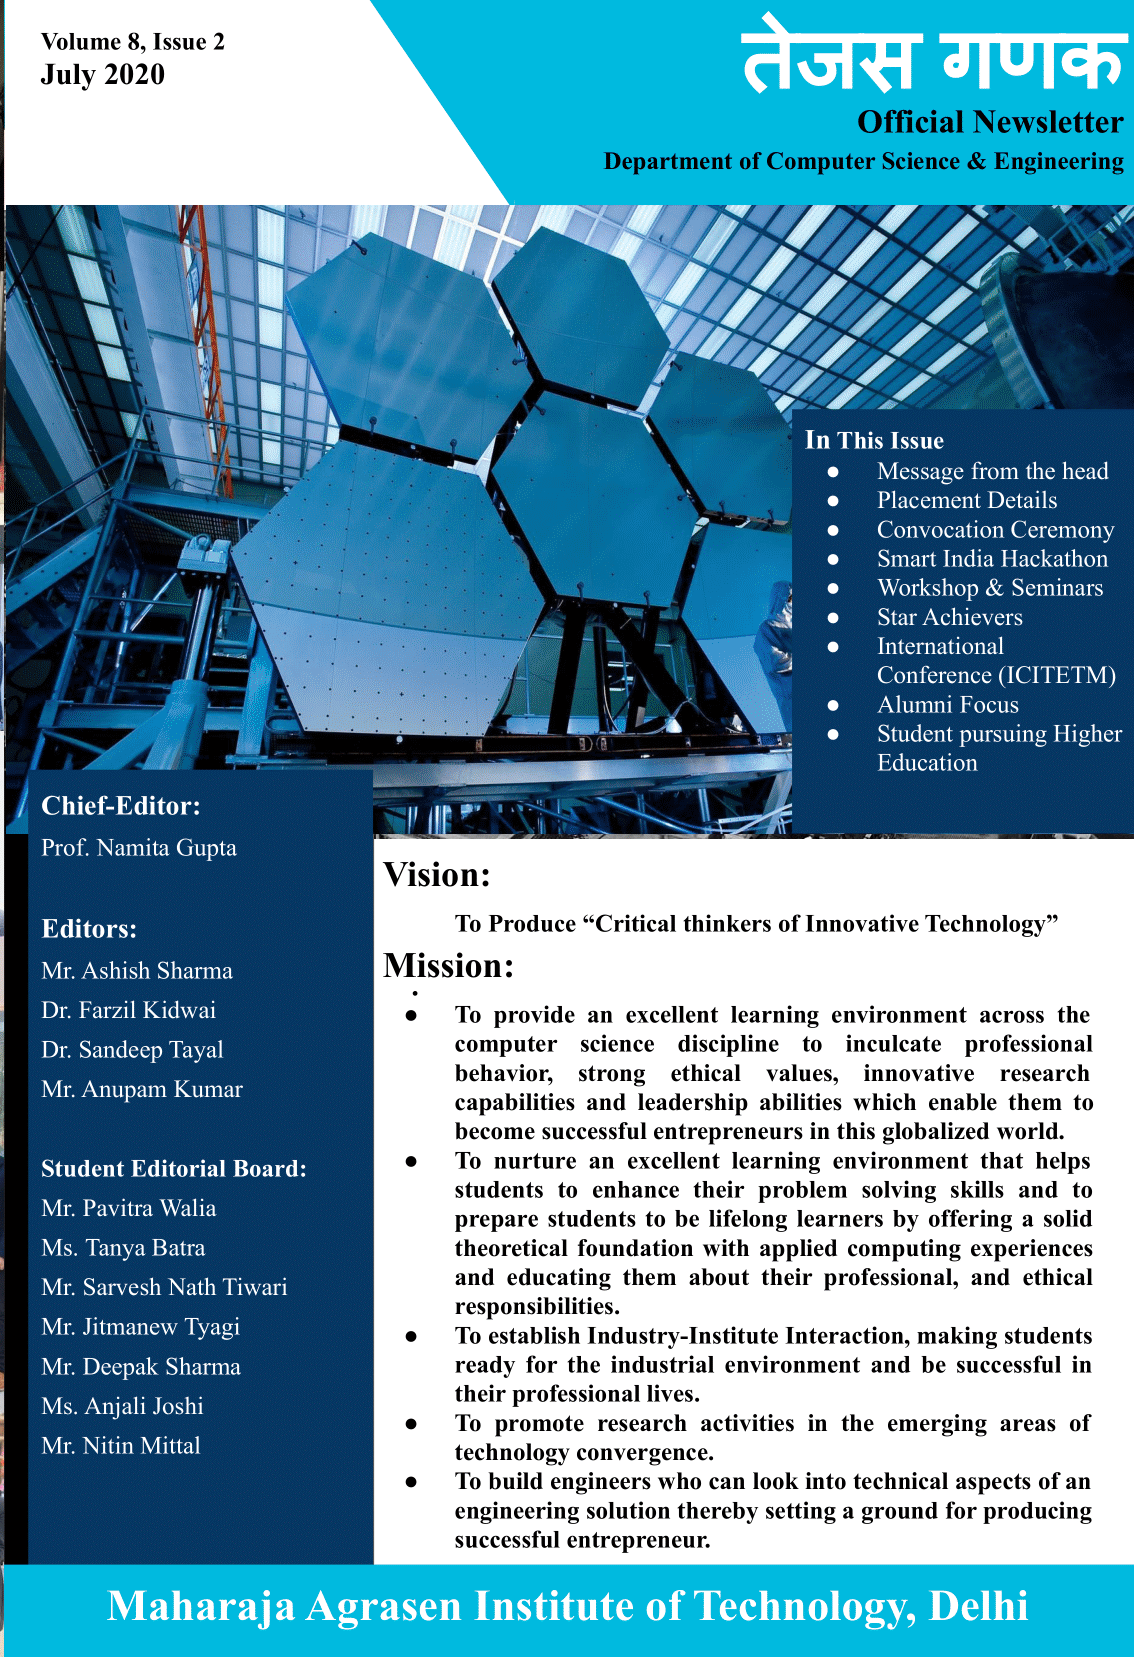 Volume 8, Issue 2
July 2020
तेजस गणक
Official Newsletter
Department of Computer Science & Engineering
In This Issue
● Message from the head
● Placement Details
● Convocation Ceremony
● Smart India Hackathon
● Workshop & Seminars
● Star Achievers
● International
Conference (ICITETM)
● Alumni Focus
● Student pursuing Higher
Education
Chief-Editor:
Prof. Namita Gupta
Editors:
Mr. Ashish Sharma
Dr. Farzil Kidwai
Dr. Sandeep Tayal
Mr. Anupam Kumar
Student Editorial Board:
Mr. Pavitra Walia
Ms. Tanya Batra
Mr. Sarvesh Nath Tiwari
Mr. Jitmanew Tyagi
Mr. Deepak Sharma
Ms. Anjali Joshi
Mr. Nitin Mittal
Vision:
To Produce “Critical thinkers of Innovative Technology”
Mission:
● To provide an excellent learning environment across the
computer science discipline to inculcate professional
behavior, strong ethical values, innovative research
capabilities and leadership abilities which enable them to
become successful entrepreneurs in this globalized world.
● To nurture an excellent learning environment that helps
students to enhance their problem solving skills and to
prepare students to be lifelong learners by offering a solid
theoretical foundation with applied computing experiences
and educating them about their professional, and ethical
responsibilities.
● To establish Industry-Institute Interaction, making students
ready for the industrial environment and be successful in
their professional lives.
● To promote research activities in the emerging areas of
technology convergence.
● To build engineers who can look into technical aspects of an
engineering solution thereby setting a ground for producing
successful entrepreneur.
Maharaja Agrasen Institute of Technology, Delhi